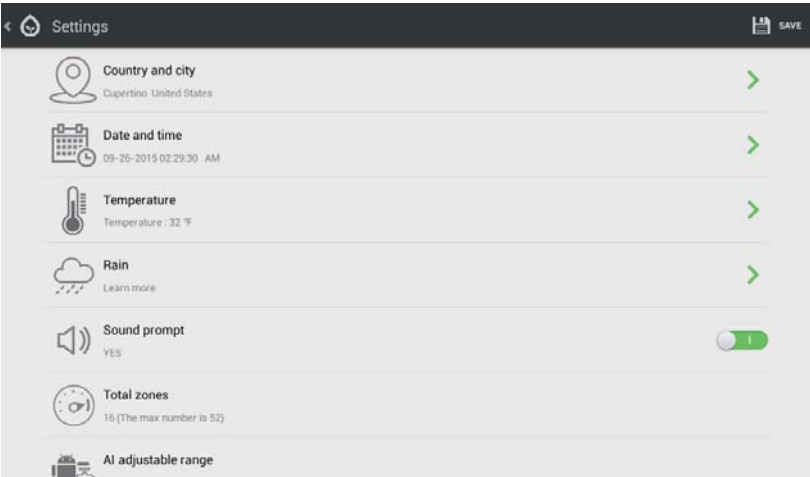 Settings
SAVE
Country and city
Cupertino United States
Date and time
09-26-2015 02:29:30 AM
Temperature
Temperature : 32 °F
Rain
Learn more
Sound prompt
YES
Total zones
16 (The max number is 52)
AI adjustable range